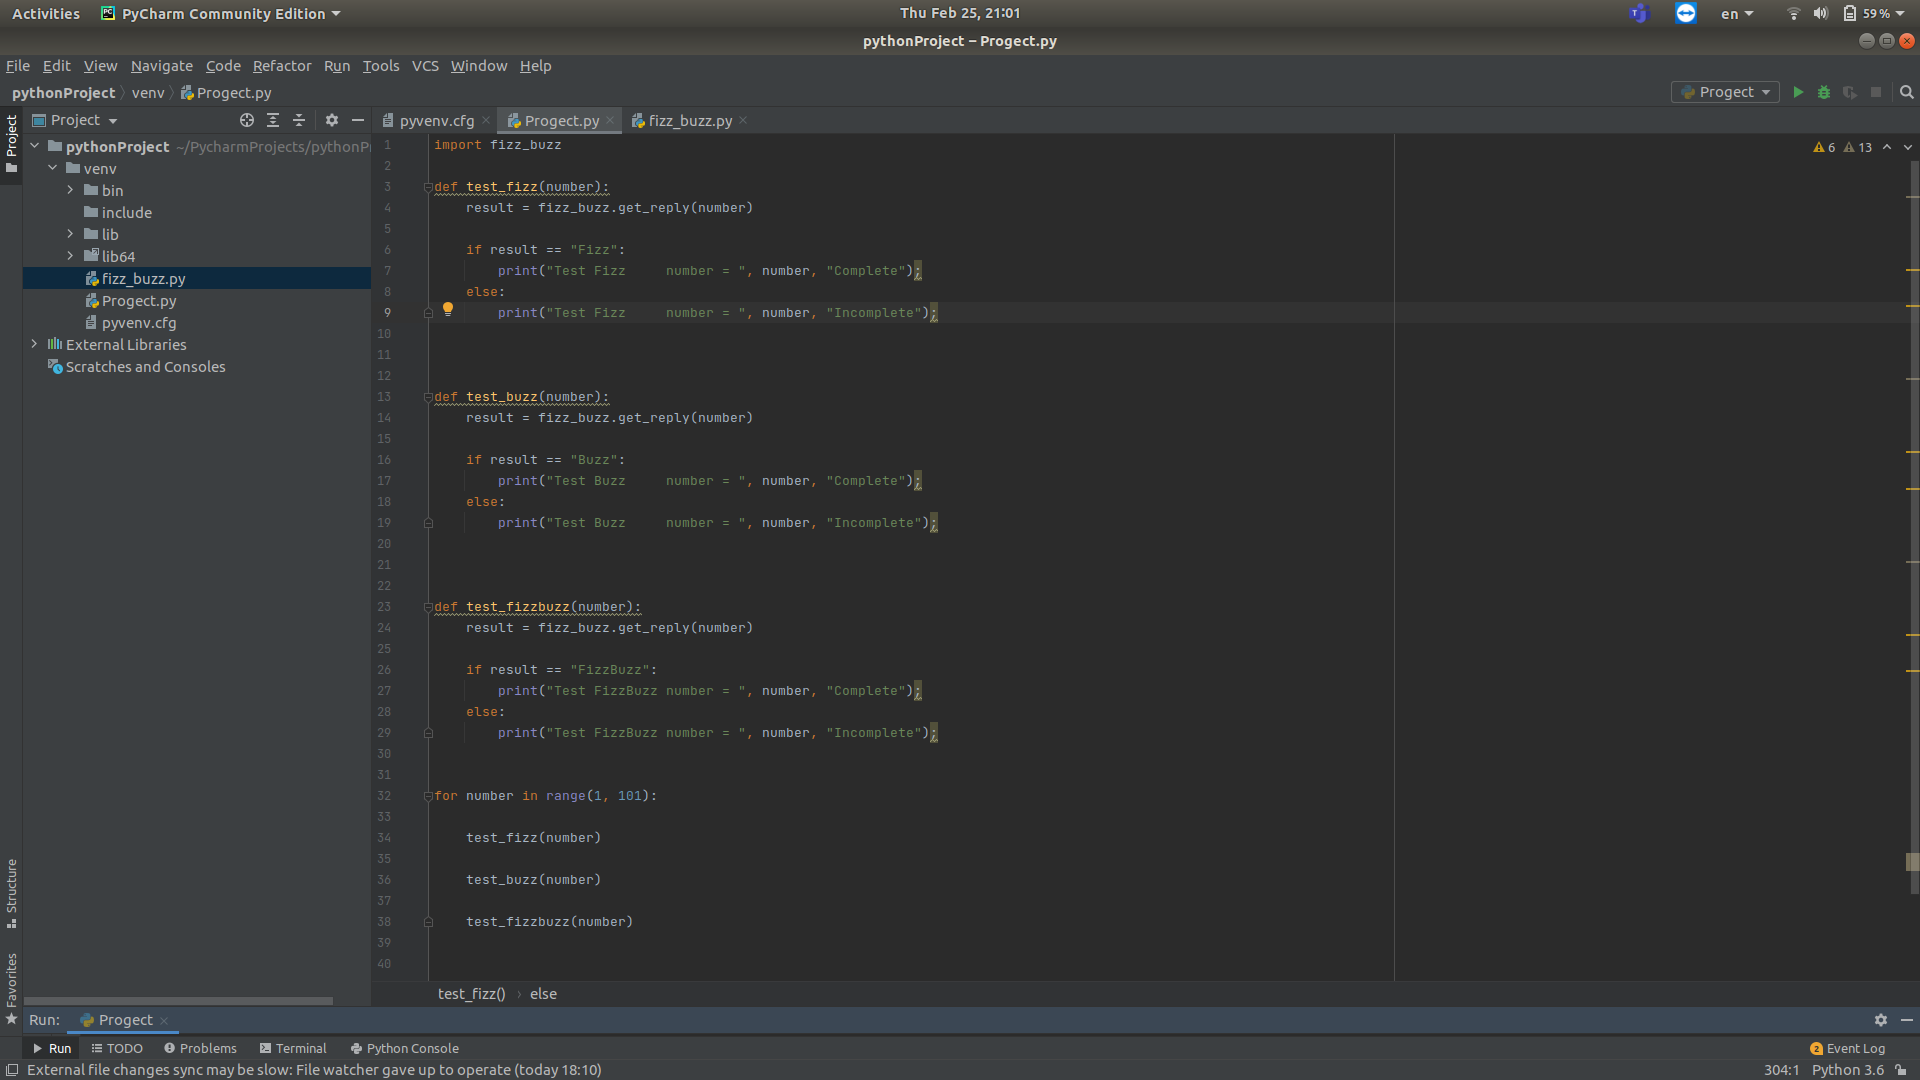 Activities PyCharm Community Edition Thu Feb 25, 21:01 en 59 %
pythonProject – Progect.py
File Edit View Navigate Code Refactor Run Tools VCS Window Help
pythonProject venv Progect.py Progect
Project
Project
pythonProject ~/PycharmProjects/pythonP
venv
bin
include
lib
lib64
fizz_buzz.py
Progect.py
pyvenv.cfg
External Libraries
Scratches and Consoles
Structure
Favorites
pyvenv.cfg Progect.py fizz_buzz.py
6 13
1 import fizz_buzz
2
3 def test_fizz(number):
4 result = fizz_buzz.get_reply(number)
5
6 if result == "Fizz":
7 print("Test Fizz     number = ", number, "Complete");
8 else:
9 print("Test Fizz     number = ", number, "Incomplete");
10
11
12
13 def test_buzz(number):
14 result = fizz_buzz.get_reply(number)
15
16 if result == "Buzz":
17 print("Test Buzz     number = ", number, "Complete");
18 else:
19 print("Test Buzz     number = ", number, "Incomplete");
20
21
22
23 def test_fizzbuzz(number):
24 result = fizz_buzz.get_reply(number)
25
26 if result == "FizzBuzz":
27 print("Test FizzBuzz number = ", number, "Complete");
28 else:
29 print("Test FizzBuzz number = ", number, "Incomplete");
30
31
32 for number in range(1, 101):
33
34 test_fizz(number)
35
36 test_buzz(number)
37
38 test_fizzbuzz(number)
39
40
test_fizz() › else
Run: Progect
Run TODO Problems Terminal Python Console 2 Event Log
External file changes sync may be slow: File watcher gave up to operate (today 18:10) 304:1 Python 3.6